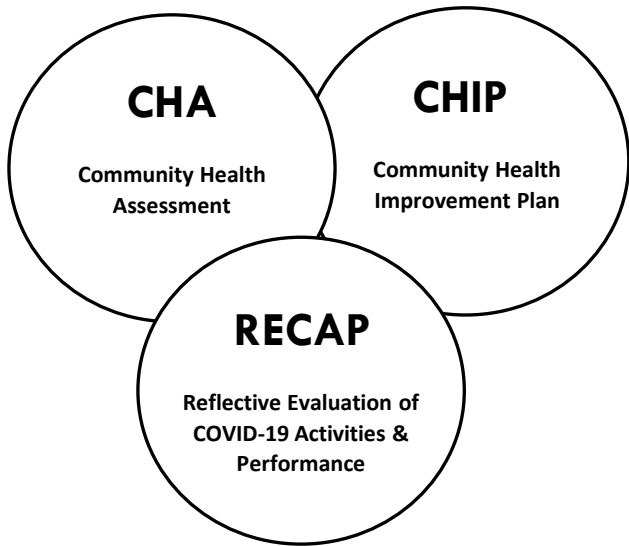 CHA
Community Health
Assessment
CHIP
Community Health
Improvement Plan
RECAP
Reflective Evaluation of
COVID-19 Activities &
Performance